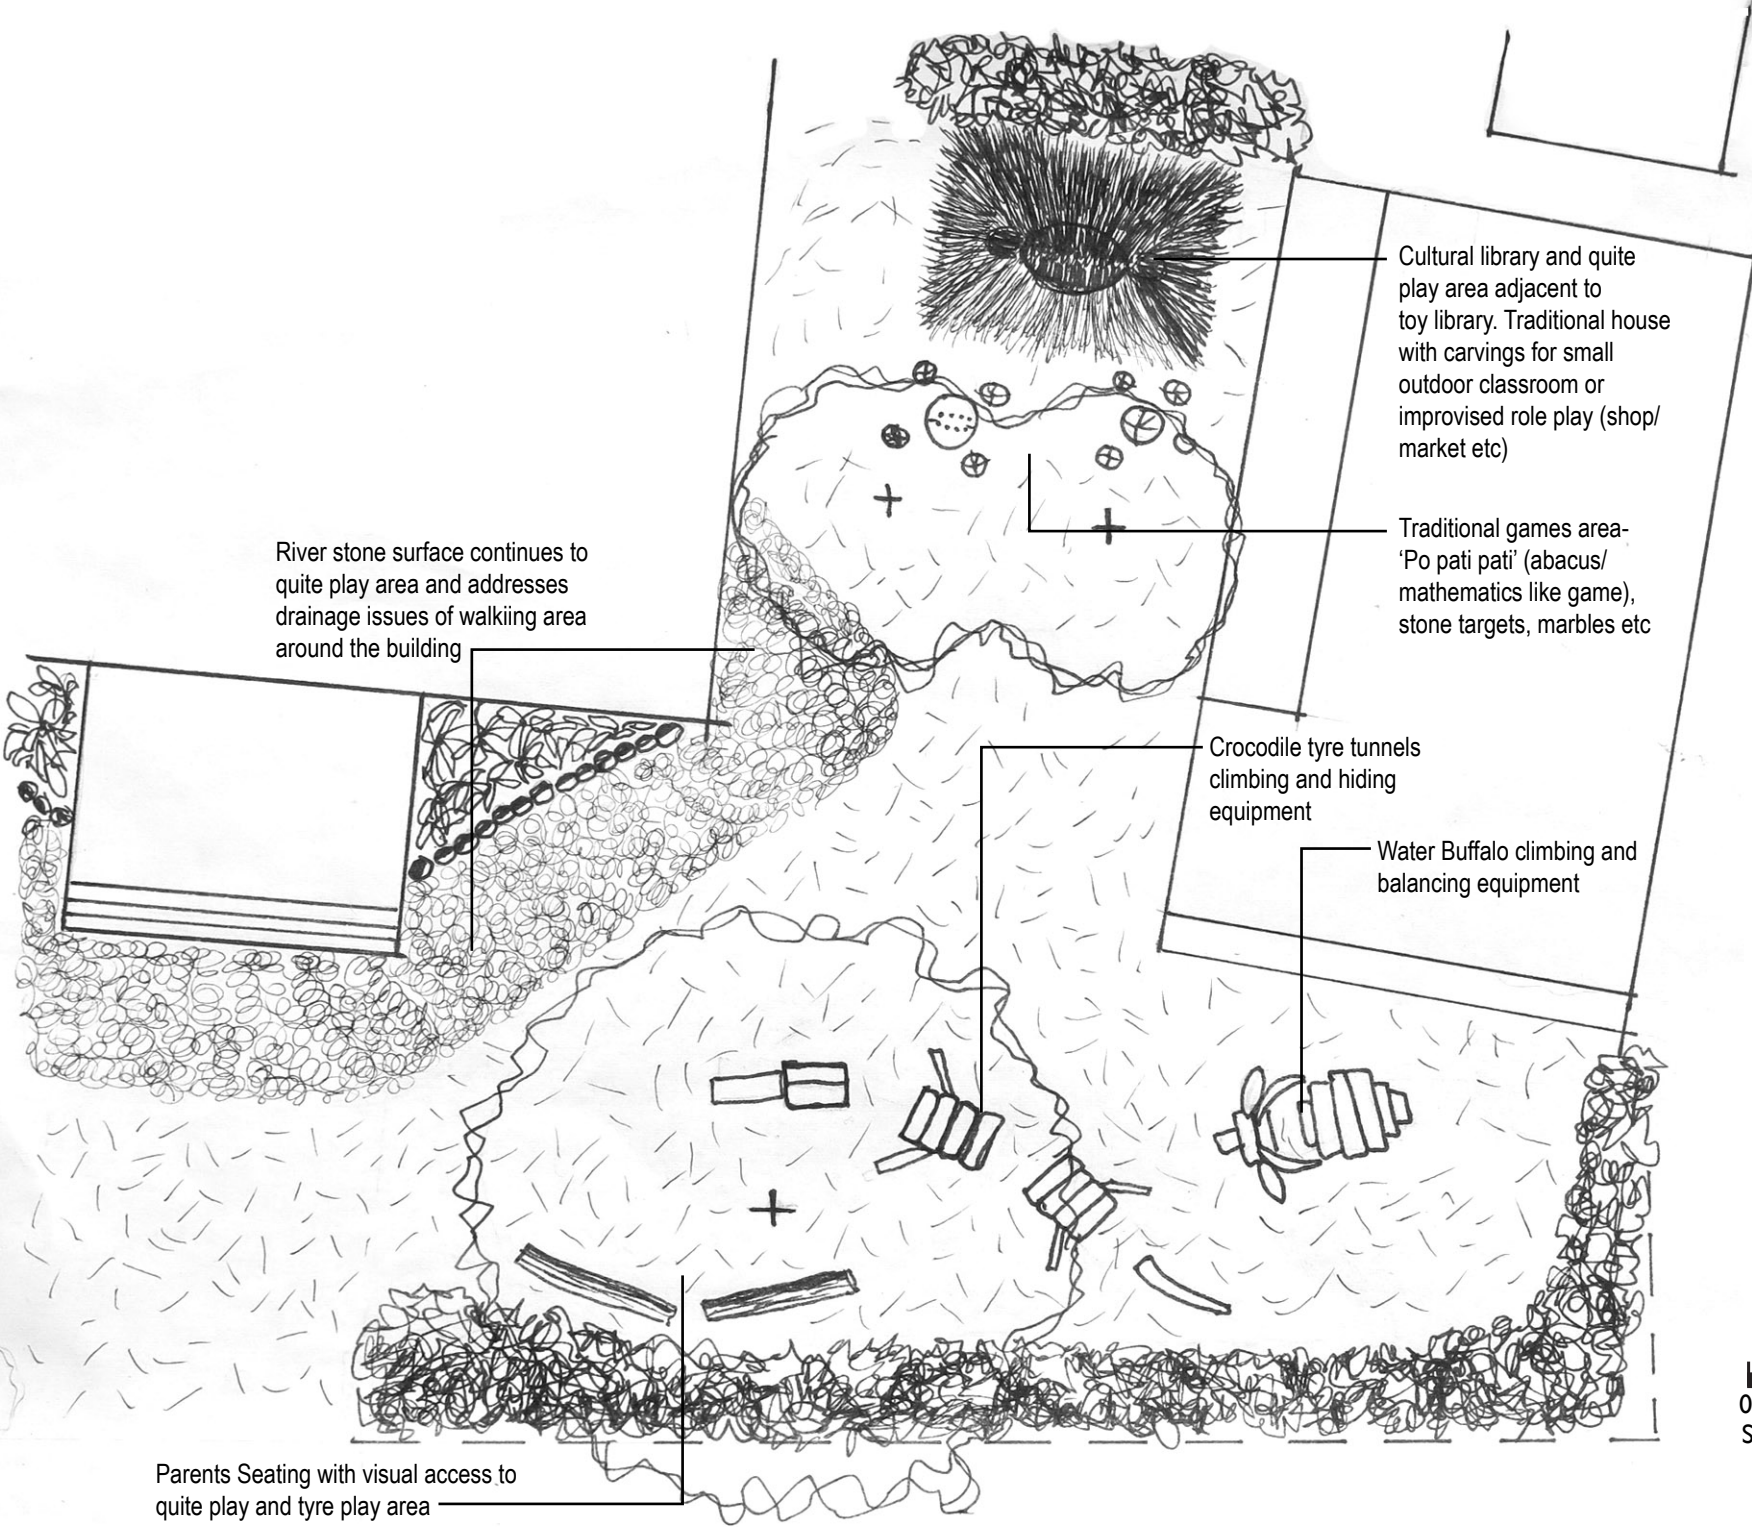 Cultural library and quite
play area adjacent to
toy library. Traditional house
with carvings for small
outdoor classroom or
improvised role play (shop/
market etc)
Traditional games area-
‘Po pati pati’ (abacus/
mathematics like game),
stone targets, marbles etc
River stone surface continues to
quite play area and addresses
drainage issues of walkiing area
around the building
Crocodile tyre tunnels
climbing and hiding
equipment
Water Buffalo climbing and
balancing equipment
0
S
Parents Seating with visual access to
quite play and tyre play area